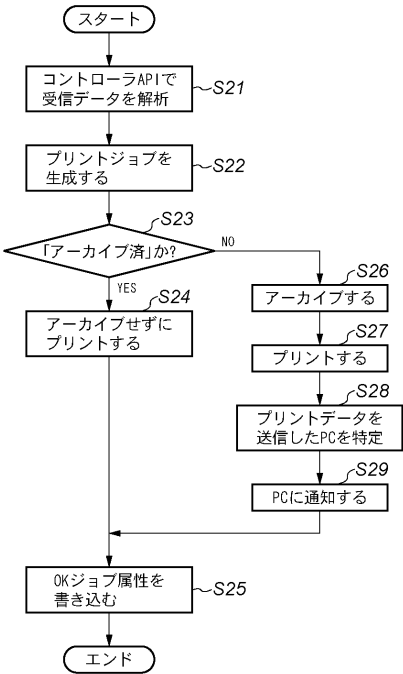 スタート
コントローラAPIで
受信データを解析
S21
プリントジョブを
生成する
S22
S23
「アーカイブ済」か?
NO
YES
S24
アーカイブせずに
プリントする
S26
アーカイブする
S27
プリントする
S28
プリントデータを
送信したPCを特定
S29
PCに通知する
OKジョブ属性を
書き込む
S25
エンド